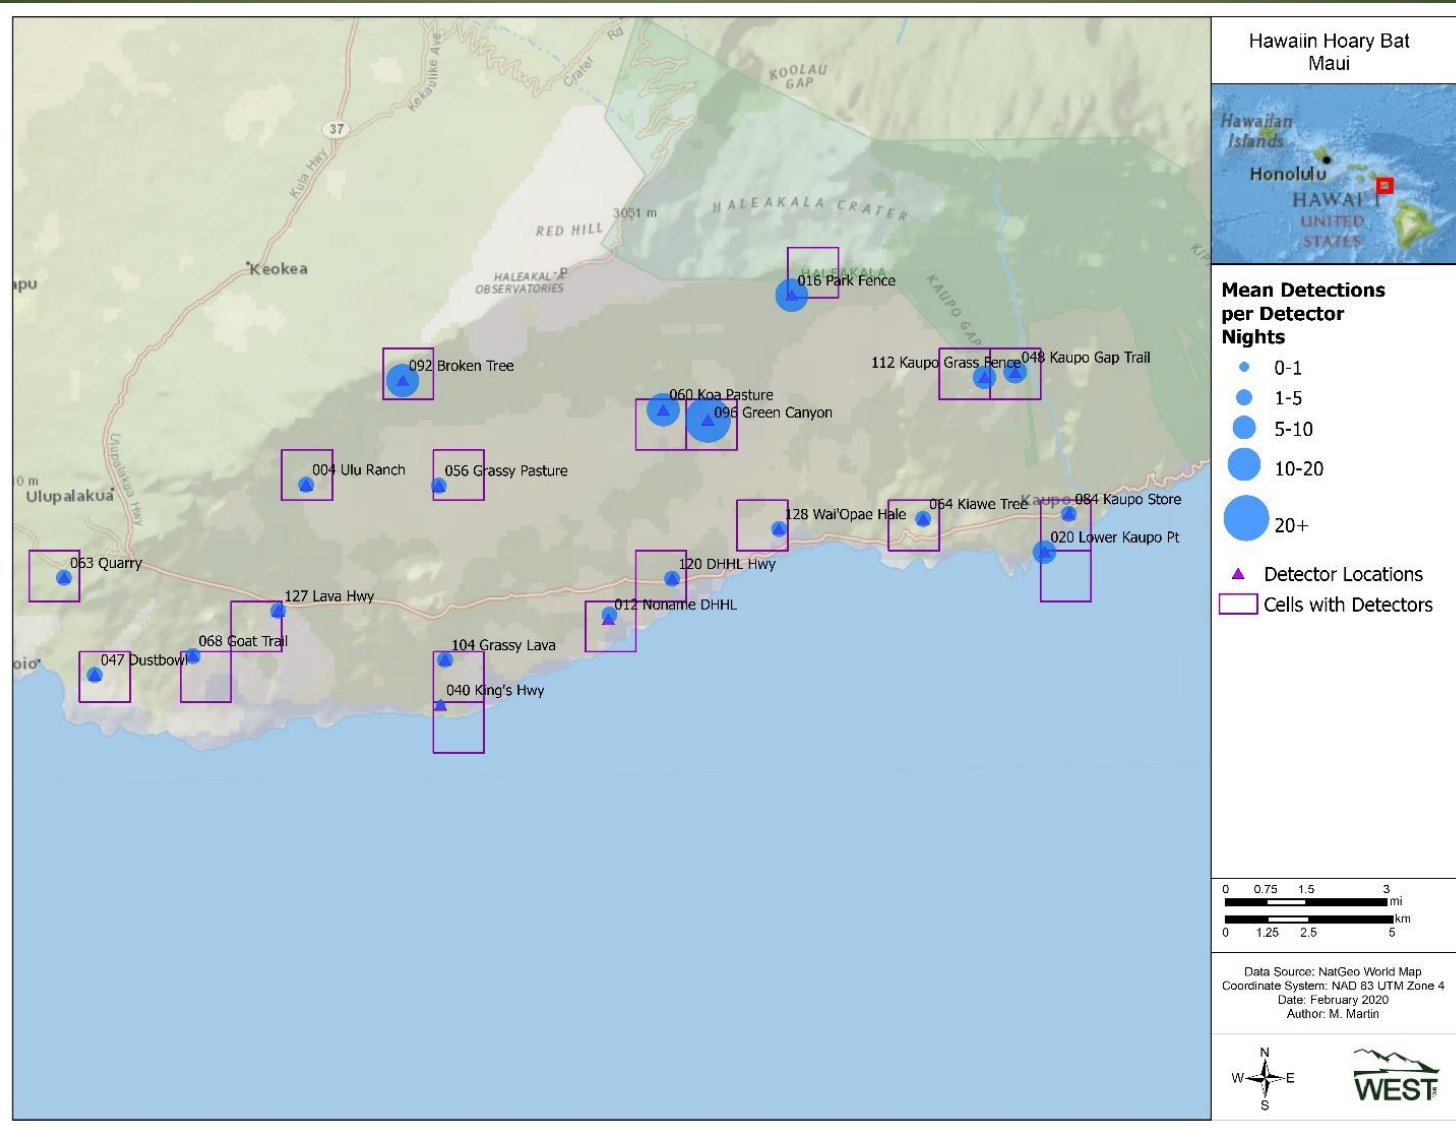 Hawaiin Hoary Bat
Maui
Hawaiian
Islands
Honolulu
HAWAI I
UNITED
STATES
Mean Detections
per Detector
Nights
0-1
1-5
5-10
10-20
20+
Detector Locations
Cells with Detectors
0 0.75 1.5 3
mi
km
0 1.25 2.5 5
Data Source: NatGeo World Map
Coordinate System: NAD 83 UTM Zone 4
Date: February 2020
Author: M. Martin
N
W E
S
WEST
Rd
Crater
Kekaulike Ave
KOOLAU
GAP
37
Kula Hwy
HALEAKALA CRATER
3051 m
RED HILL
Keokea
HALEAKALA
OBSERVATORIES
apu
HALEAKALA
016 Park Fence
KAUPO GAP
KIP
092 Broken Tree
112 Kaupo Grass Fence
048 Kaupo Gap Trail
060 Koa Pasture
096 Green Canyon
Ulupalakua Hwy
004 Ulu Ranch
056 Grassy Pasture
0 m
Ulupalakua
128 Wai'Opae Hale
064 Kiawe Tree
Kaupo
084 Kaupo Store
020 Lower Kaupo Pt
063 Quarry
120 DHHL Hwy
127 Lava Hwy
012 Noname DHHL
068 Goat Trail
104 Grassy Lava
oio
047 Dustbowl
040 King's Hwy